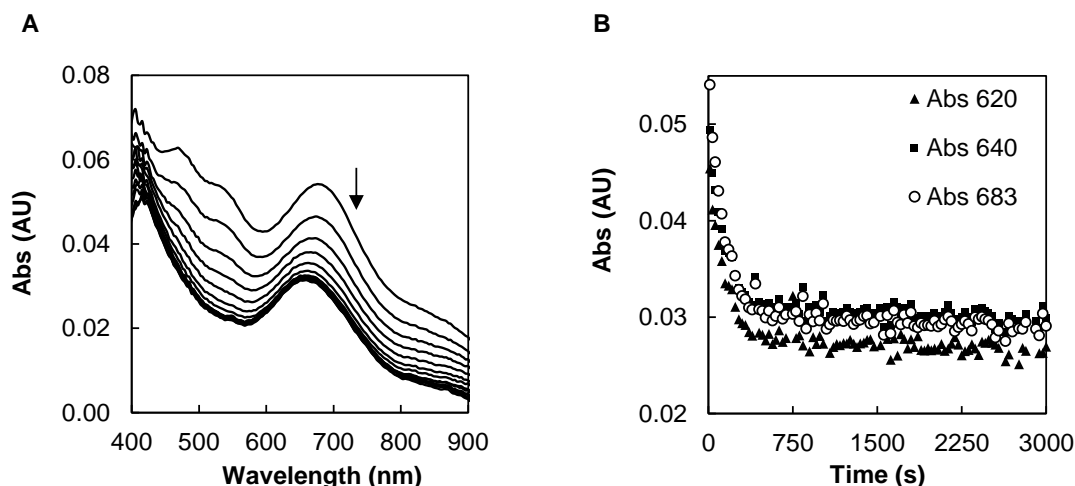 A
Abs (AU)
0.08
0.06
0.04
0.02
0.00
400 500 600 700 800 900
Wavelength (nm)
B
Abs (AU)
0.05
0.04
0.03
0.02
Abs 620
Abs 640
Abs 683
0 750 1500 2250 3000
Time (s)